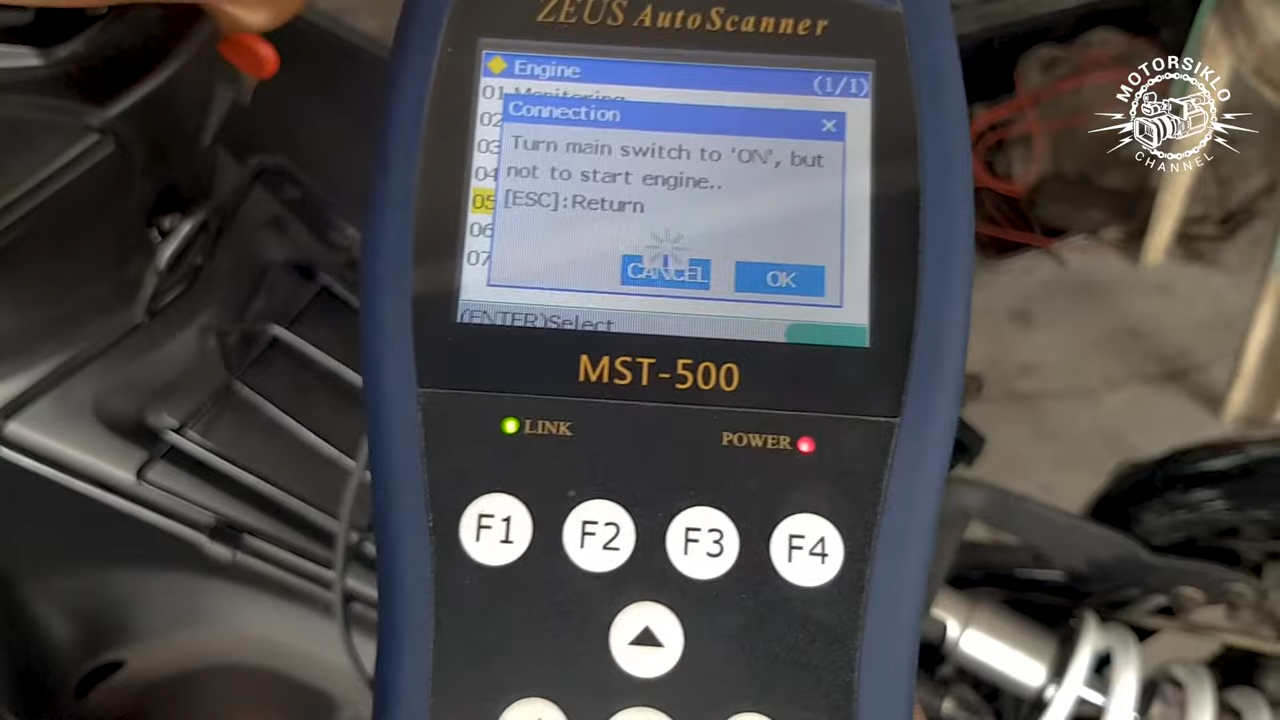 ZEUS AutoScanner
Engine (1/1)
01 Monitoring
02
03
04
05
06
07
Connection ×
Turn main switch to 'ON', but
not to start engine..
[ESC]:Return
CANCEL OK
(ENTER)Select
MST-500
LINK POWER
F1 F2 F3 F4
MOTORSIKLO
CHANNEL